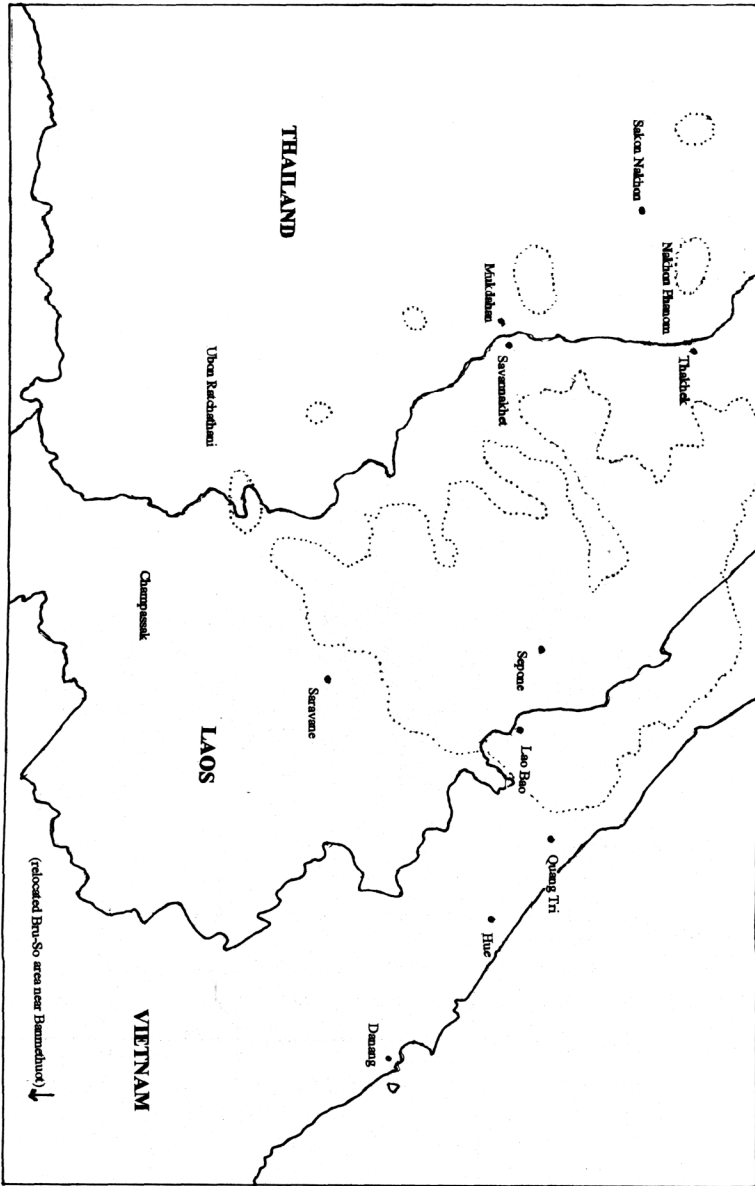 Sakon Nakhon
Nakhon Phanom
Thakhek
THAILAND
Mukdahan
Savannakhet
Ubon Ratchathani
Sepone
Lao Bao
Quang Tri
Champassak
Saravane
LAOS
Hue
Danang
VIETNAM
(relocated Bru-So area near Banmethuot)